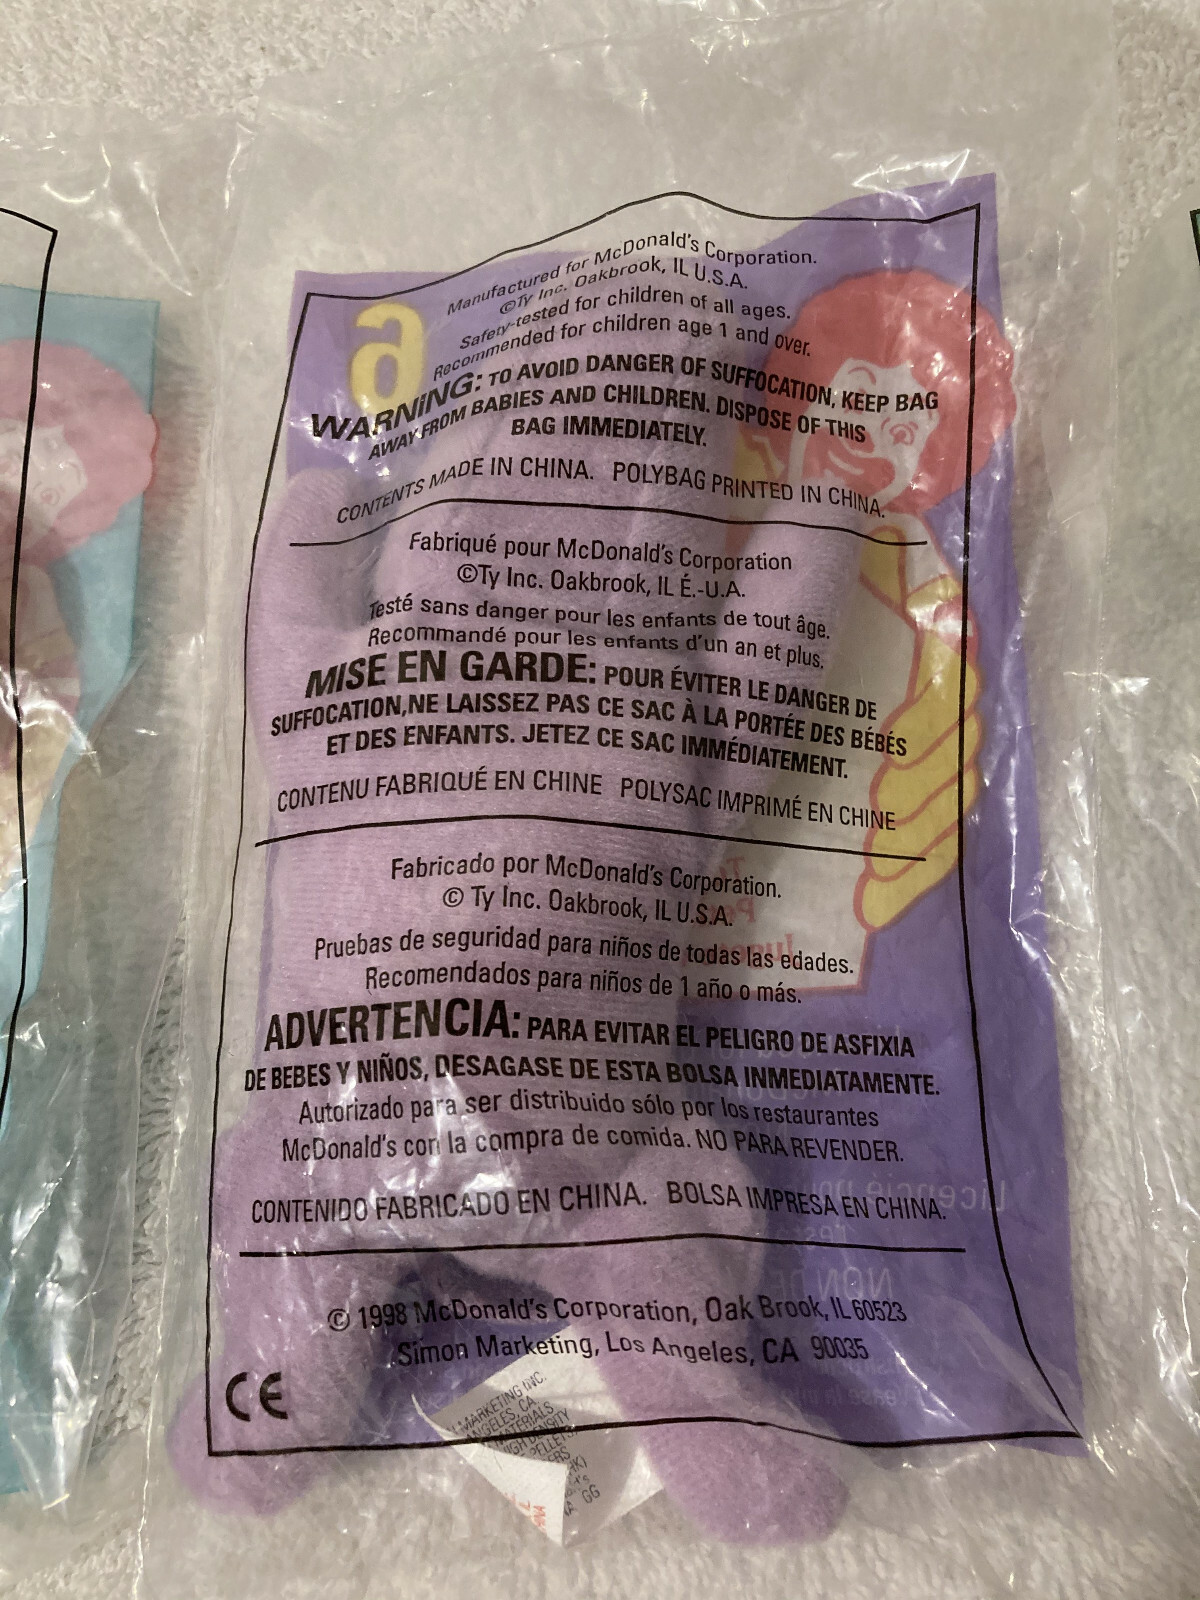 6
Manufactured for McDonald's Corporation.
©Ty Inc. Oakbrook, IL U.S.A.
Safety-tested for children of all ages.
Recommended for children age 1 and over.
WARNING: TO AVOID DANGER OF SUFFOCATION, KEEP BAG
AWAY FROM BABIES AND CHILDREN. DISPOSE OF THIS
BAG IMMEDIATELY.
CONTENTS MADE IN CHINA. POLYBAG PRINTED IN CHINA.
Fabriqué pour McDonald's Corporation
©Ty Inc. Oakbrook, IL É.-U.A.
Testé sans danger pour les enfants de tout âge.
Recommandé pour les enfants d'un an et plus.
MISE EN GARDE: POUR ÉVITER LE DANGER DE
SUFFOCATION,NE LAISSEZ PAS CE SAC À LA PORTÉE DES BÉBÉS
ET DES ENFANTS. JETEZ CE SAC IMMÉDIATEMENT.
CONTENU FABRIQUÉ EN CHINE POLYSAC IMPRIMÉ EN CHINE
Fabricado por McDonald's Corporation.
© Ty Inc. Oakbrook, IL U.S.A.
Pruebas de seguridad para niños de todas las edades.
Recomendados para niños de 1 año o más.
ADVERTENCIA: PARA EVITAR EL PELIGRO DE ASFIXIA
DE BEBES Y NIÑOS, DESAGASE DE ESTA BOLSA INMEDIATAMENTE.
Autorizado para ser distribuido sólo por los restaurantes
McDonald's con la compra de comida. NO PARA REVENDER.
CONTENIDO FABRICADO EN CHINA. BOLSA IMPRESA EN CHINA.
© 1998 McDonald's Corporation, Oak Brook, IL 60523
Simon Marketing, Los Angeles, CA 90035
CE
MARKETING INC.
ANGELES, CA.
MATERIALS
HIGH DENSITY
PELLETS
GG